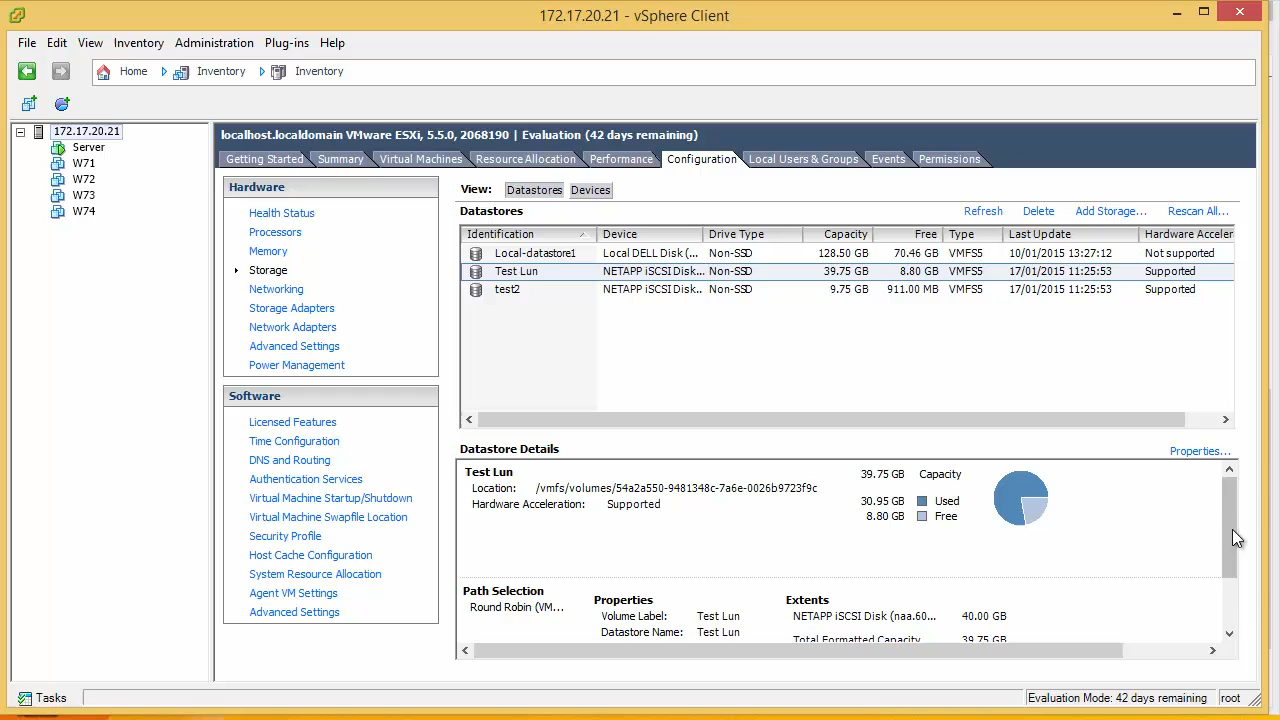 172.17.20.21 - vSphere Client
File Edit View Inventory Administration Plug-ins Help
Home Inventory Inventory
172.17.20.21
Server
W71
W72
W73
W74
localhost.localdomain VMware ESXi, 5.5.0, 2068190 | Evaluation (42 days remaining)
Getting Started Summary Virtual Machines Resource Allocation Performance Configuration Local Users & Groups Events Permissions
Hardware
Health Status
Processors
Memory
Storage
Networking
Storage Adapters
Network Adapters
Advanced Settings
Power Management
Software
Licensed Features
Time Configuration
DNS and Routing
Authentication Services
Virtual Machine Startup/Shutdown
Virtual Machine Swapfile Location
Security Profile
Host Cache Configuration
System Resource Allocation
Agent VM Settings
Advanced Settings
View: Datastores Devices
Datastores Refresh Delete Add Storage... Rescan All...
Identification Device Drive Type Capacity Free Type Last Update Hardware Acceler
Local-datastore1 Local DELL Disk (... Non-SSD 128.50 GB 70.46 GB VMFS5 10/01/2015 13:27:12 Not supported
Test Lun NETAPP iSCSI Disk... Non-SSD 39.75 GB 8.80 GB VMFS5 17/01/2015 11:25:53 Supported
test2 NETAPP iSCSI Disk... Non-SSD 9.75 GB 911.00 MB VMFS5 17/01/2015 11:25:53 Supported
Datastore Details Properties...
Test Lun 39.75 GB Capacity
Location: /vmfs/volumes/54a2a550-9481348c-7a6e-0026b9723f9c
Hardware Acceleration: Supported 30.95 GB Used
8.80 GB Free
Path Selection
Round Robin (VM...
Properties
Volume Label: Test Lun
Datastore Name: Test Lun
Extents
NETAPP iSCSI Disk (naa.60... 40.00 GB
Total Formatted Capacity 39.75 GB
Tasks Evaluation Mode: 42 days remaining root